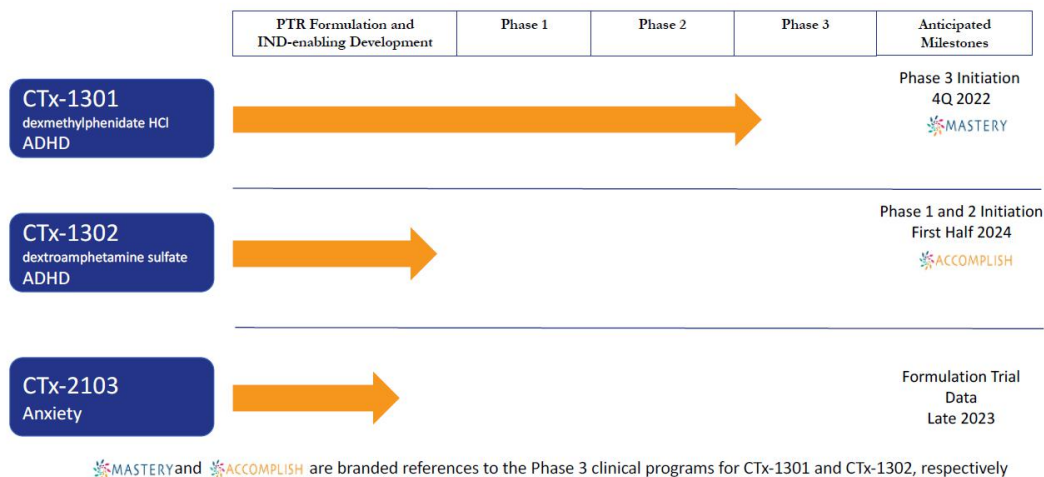 PTR Formulation and
IND-enabling Development
Phase 1
Phase 2
Phase 3
Anticipated
Milestones
CTx-1301
dexmethylphenidate HCl
ADHD
Phase 3 Initiation
4Q 2022
MASTERY
CTx-1302
dextroamphetamine sulfate
ADHD
Phase 1 and 2 Initiation
First Half 2024
ACCOMPLISH
CTx-2103
Anxiety
Formulation Trial
Data
Late 2023
MASTERY and ACCOMPLISH are branded references to the Phase 3 clinical programs for CTx-1301 and CTx-1302, respectively